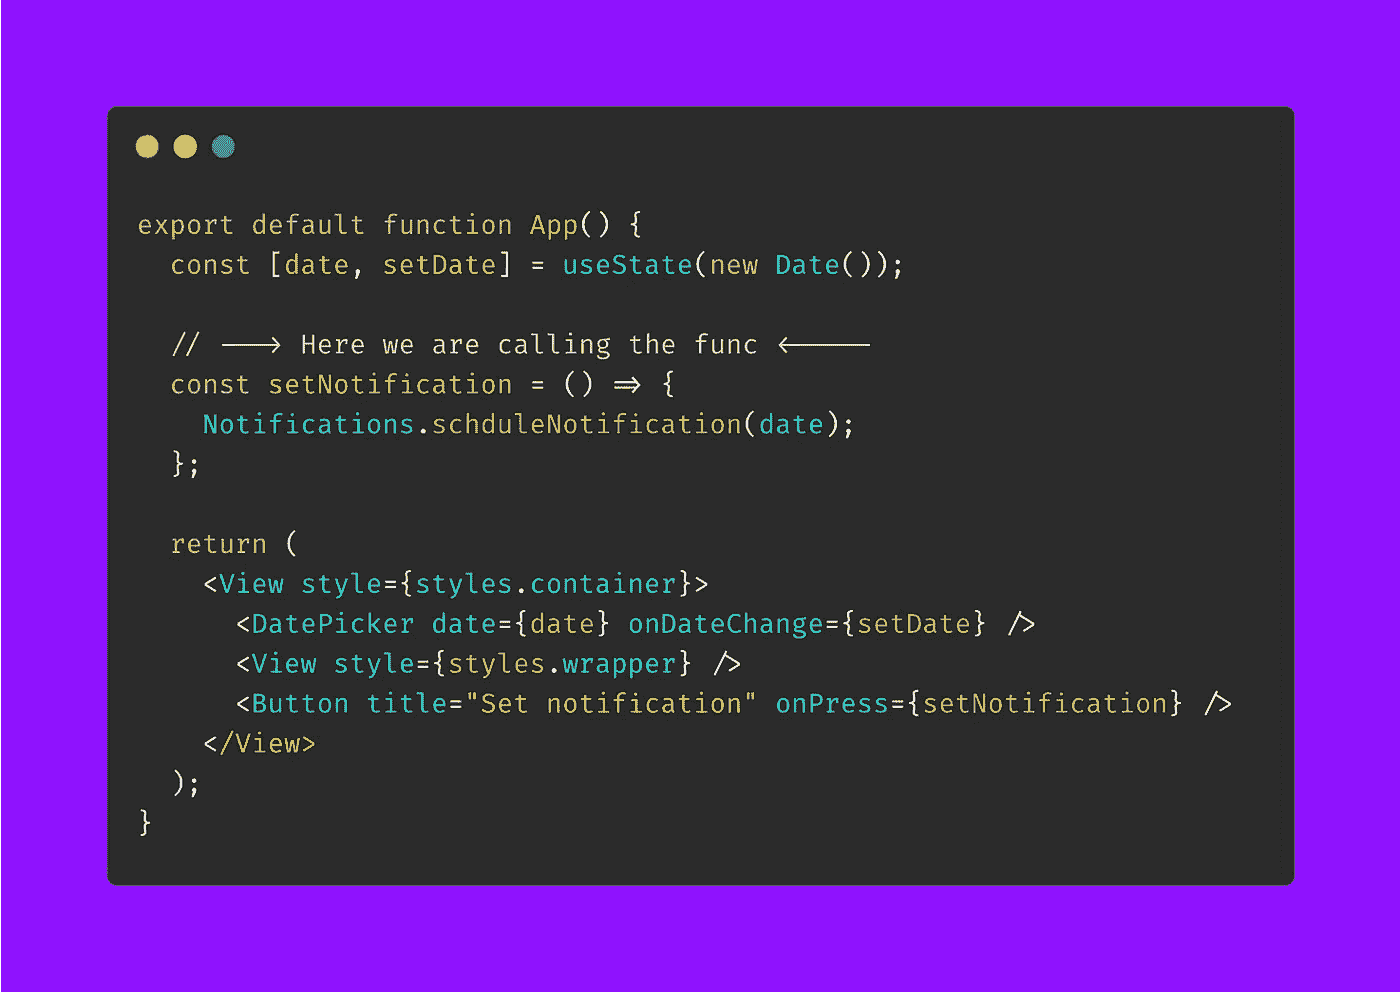 export default function App() {
const [date, setDate] = useState(new Date());
// ---> Here we are calling the func <-----
const setNotification = () => {
Notifications.schduleNotification(date);
};
return (
<View style={styles.container}>
<DatePicker date={date} onDateChange={setDate} />
<View style={styles.wrapper} />
<Button title="Set notification" onPress={setNotification} />
</View>
);
}